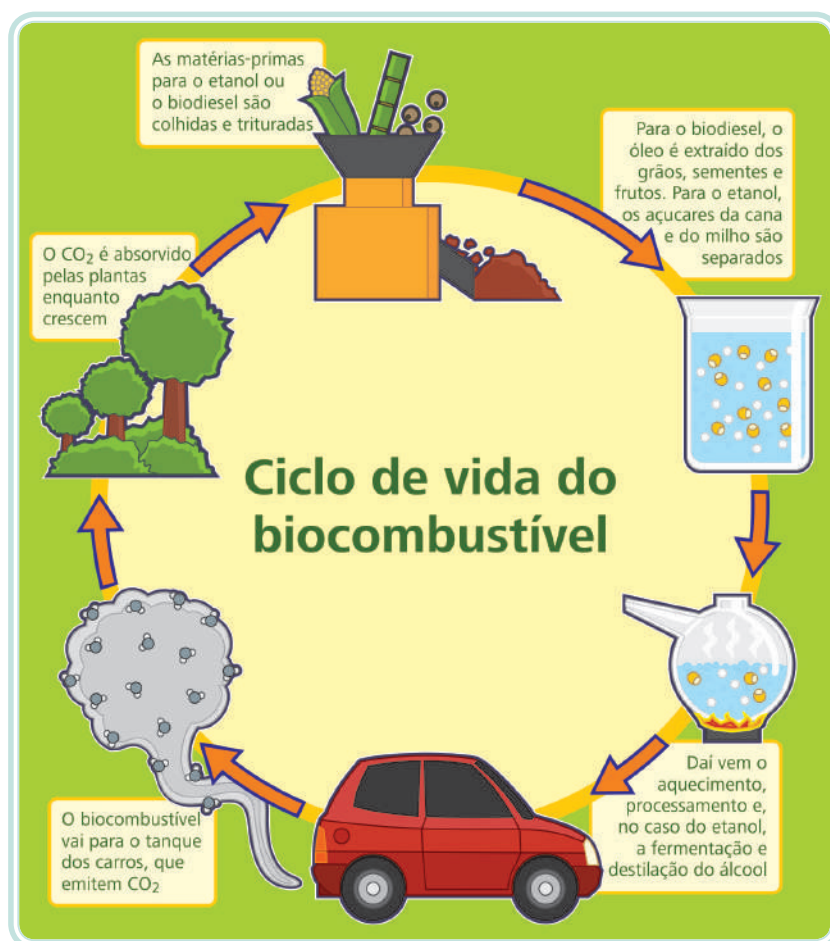 As matérias-primas
para o etanol ou
o biodiesel são
colhidas e trituradas
Para o biodiesel, o
óleo é extraído dos
grãos, sementes e
frutos. Para o etanol,
os açucares da cana
e do milho são
separados
O CO₂ é absorvido
pelas plantas
enquanto
crescem
Ciclo de vida do
biocombustível
Daí vem o
aquecimento,
processamento e,
no caso do etanol,
a fermentação e
destilação do álcool
O biocombustível
vai para o tanque
dos carros, que
emitem CO₂